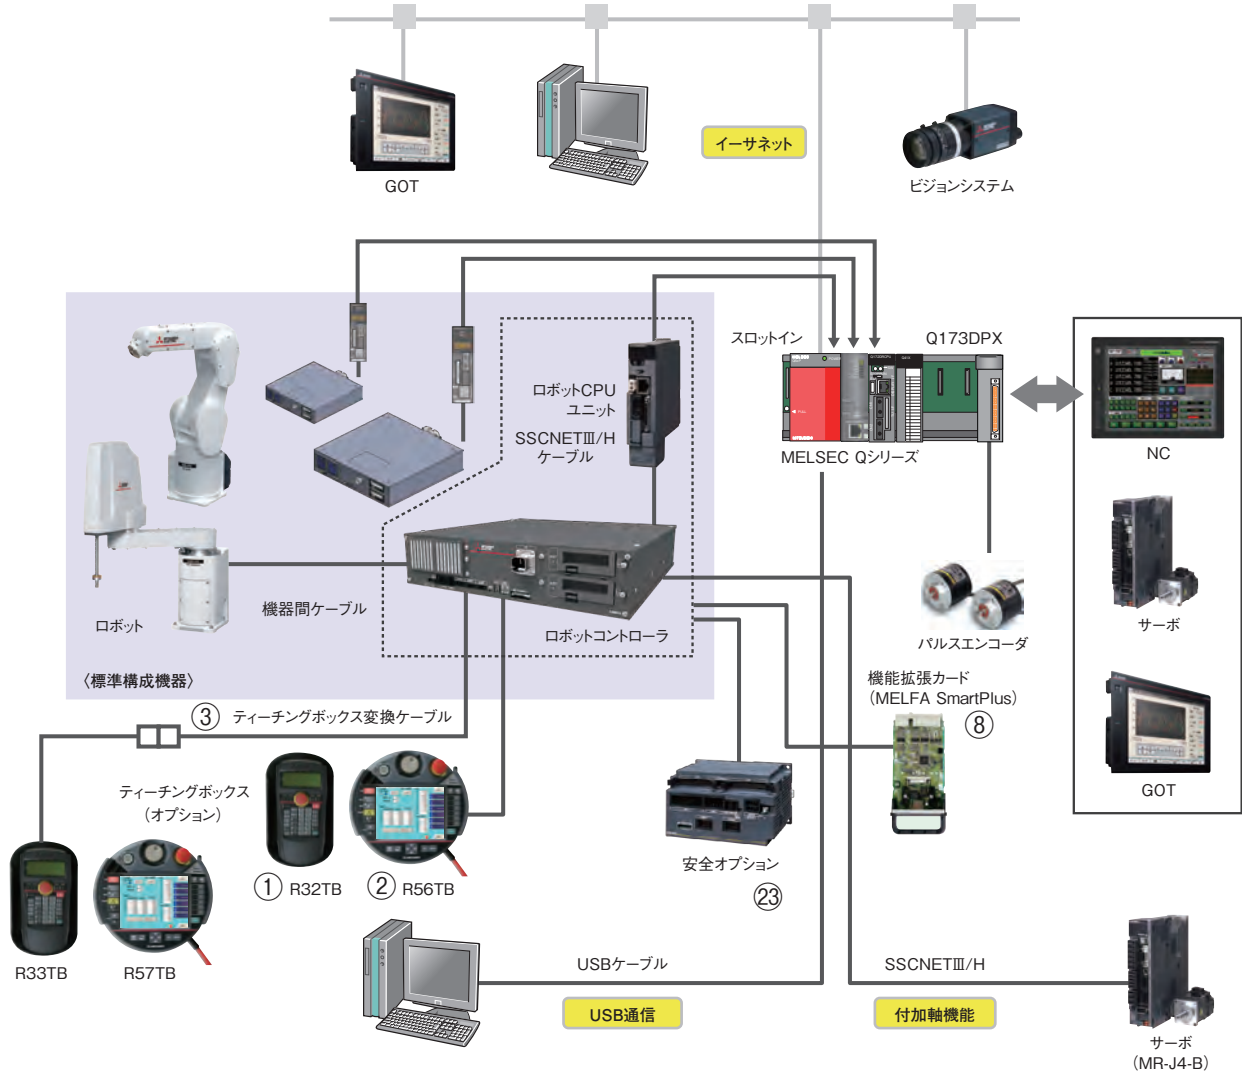 GOT
イーサネット
ビジョンシステム
スロットイン
Q173DPX
ロボットCPU
ユニット
SSCNETⅢ/H
ケーブル
MELSEC Qシリーズ
NC
機器間ケーブル
ロボット
ロボットコントローラ
パルスエンコーダ
サーボ
〈標準構成機器〉
機能拡張カード
（MELFA SmartPlus）
⑧
③ ティーチングボックス変換ケーブル
ティーチングボックス
（オプション）
GOT
① R32TB
② R56TB
安全オプション
㉓
R33TB
R57TB
USBケーブル
SSCNETⅢ/H
USB通信
付加軸機能
サーボ
（MR-J4-B）